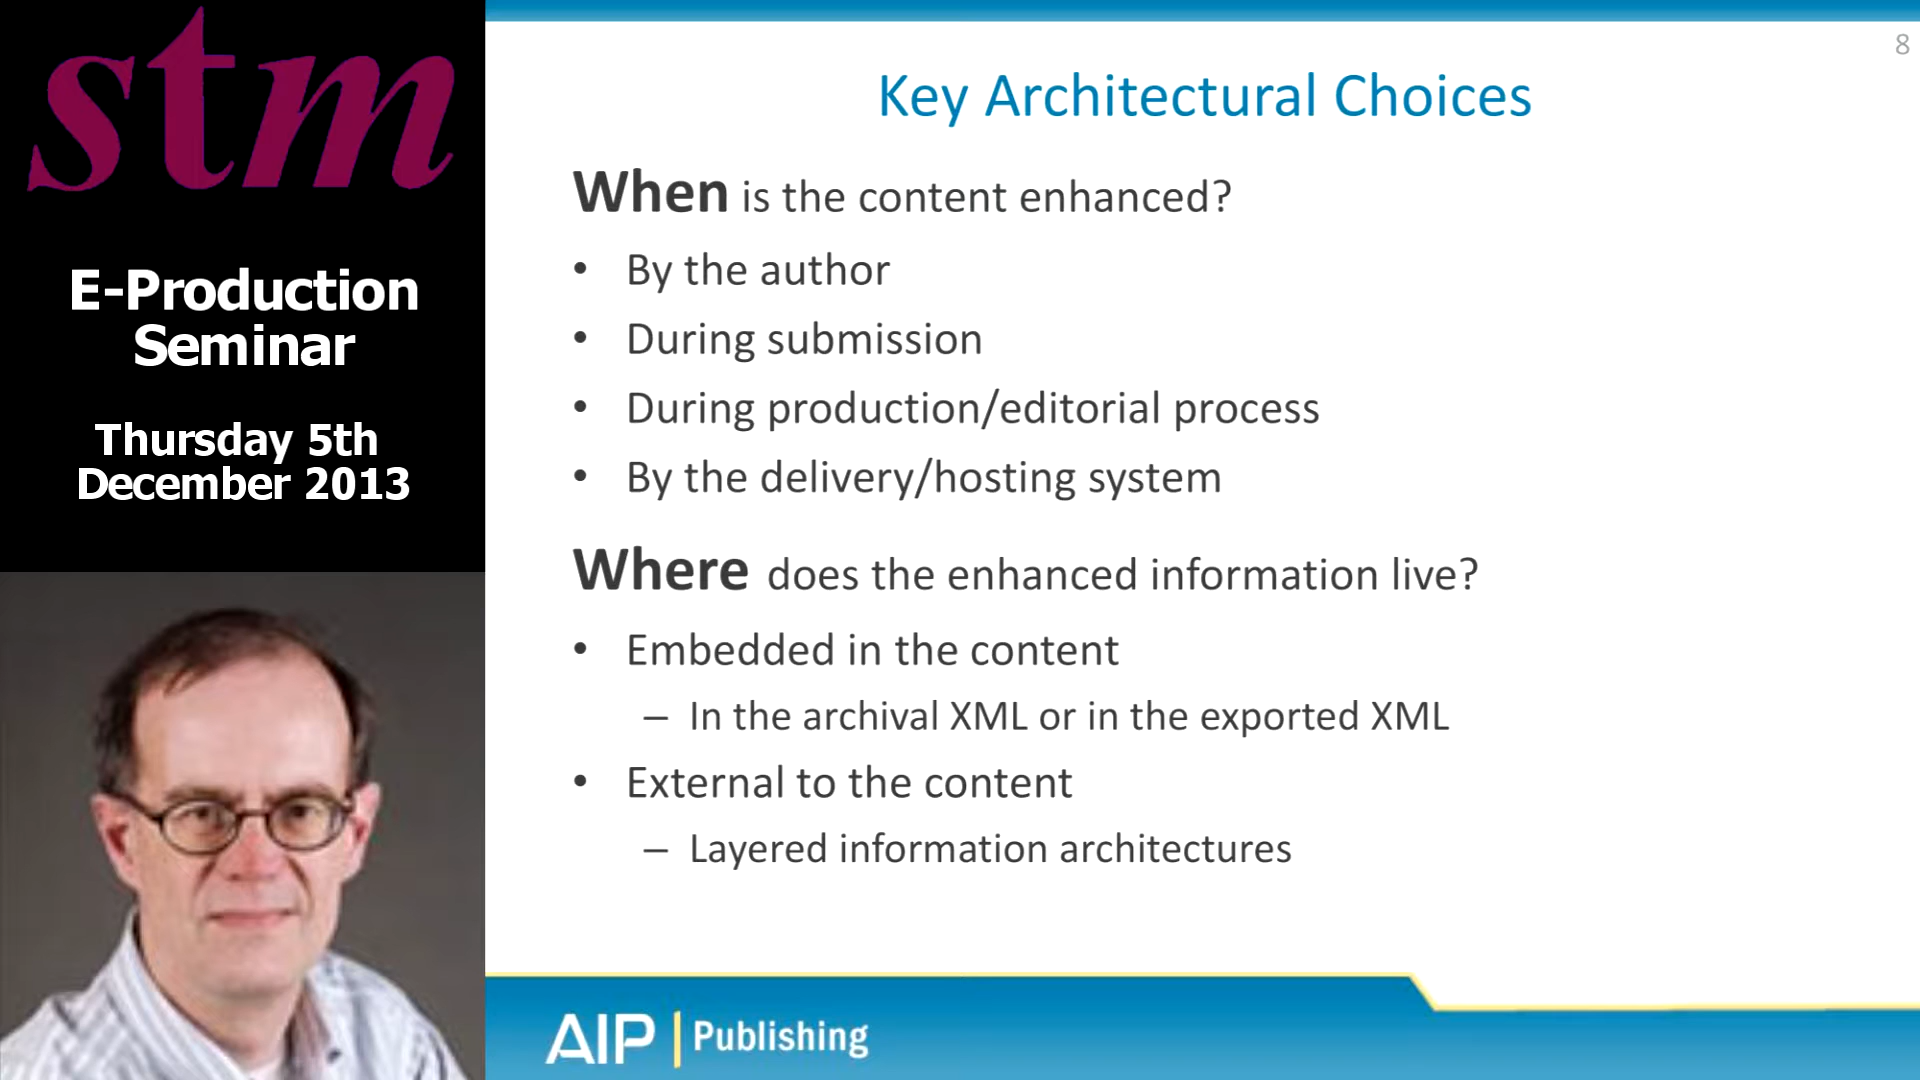 stm
E-Production
Seminar
Thursday 5th
December 2013
8
Key Architectural Choices
When is the content enhanced?
• By the author
• During submission
• During production/editorial process
• By the delivery/hosting system
Where does the enhanced information live?
• Embedded in the content
– In the archival XML or in the exported XML
• External to the content
– Layered information architectures
AIP | Publishing